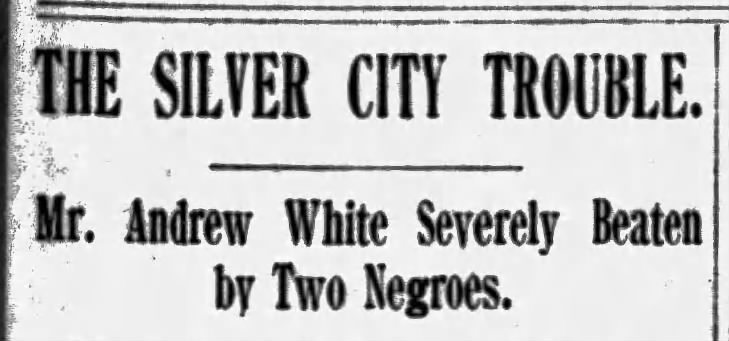 THE SILVER CITY TROUBLE.
Mr. Andrew White Severely Beaten
by Two Negroes.